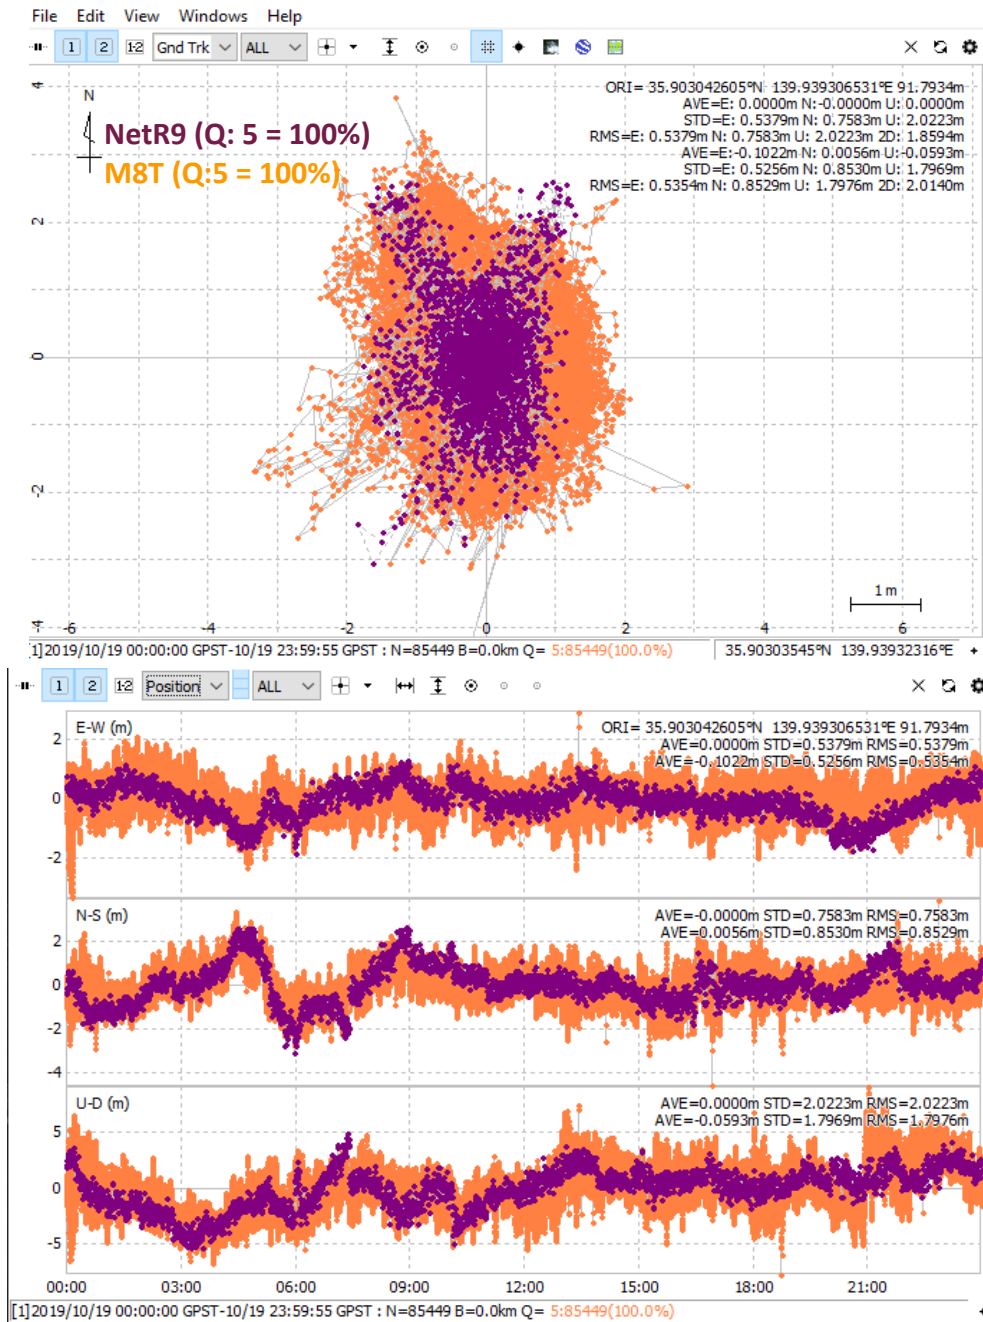 File Edit View Windows Help
1 2 1-2 Gnd Trk ALL
ORI= 35.903042605°N 139.939306531°E 91.7934m
AVE=E: 0.0000m N:-0.0000m U: 0.0000m
STD=E: 0.5379m N: 0.7583m U: 2.0223m
RMS=E: 0.5379m N: 0.7583m U: 2.0223m 2D: 1.8594m
AVE=E:-0.1022m N: 0.0056m U:-0.0593m
STD=E: 0.5256m N: 0.8530m U: 1.7969m
RMS=E: 0.5354m N: 0.8529m U: 1.7976m 2D: 2.0140m
N
NetR9 (Q: 5 = 100%)
M8T (Q:5 = 100%)
4
2
0
-2
-4
-6 -4 -2 0 2 4 6
1 m
[1]2019/10/19 00:00:00 GPST-10/19 23:59:55 GPST : N=85449 B=0.0km Q= 5:85449(100.0%)
35.90303545°N 139.93932316°E
1 2 1-2 Position ALL
E-W (m)
ORI= 35.903042605°N 139.939306531°E 91.7934m
AVE=0.0000m STD=0.5379m RMS=0.5379m
AVE=-0.1022m STD=0.5256m RMS=0.5354m
2
0
-2
N-S (m)
AVE=-0.0000m STD=0.7583m RMS=0.7583m
AVE=0.0056m STD=0.8530m RMS=0.8529m
2
0
-2
-4
U-D (m)
AVE=0.0000m STD=2.0223m RMS=2.0223m
AVE=-0.0593m STD=1.7969m RMS=1.7976m
5
0
-5
00:00 03:00 06:00 09:00 12:00 15:00 18:00 21:00
[1]2019/10/19 00:00:00 GPST-10/19 23:59:55 GPST : N=85449 B=0.0km Q= 5:85449(100.0%)